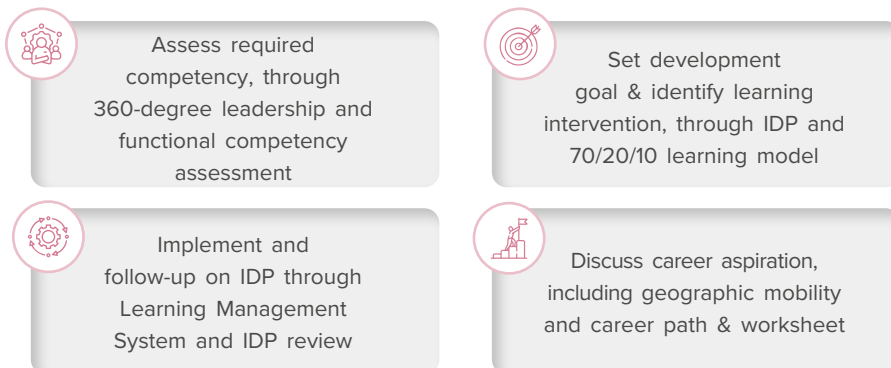 Assess required
competency, through
360-degree leadership and
functional competency
assessment
Set development
goal & identify learning
intervention, through IDP and
70/20/10 learning model
Implement and
follow-up on IDP through
Learning Management
System and IDP review
Discuss career aspiration,
including geographic mobility
and career path & worksheet